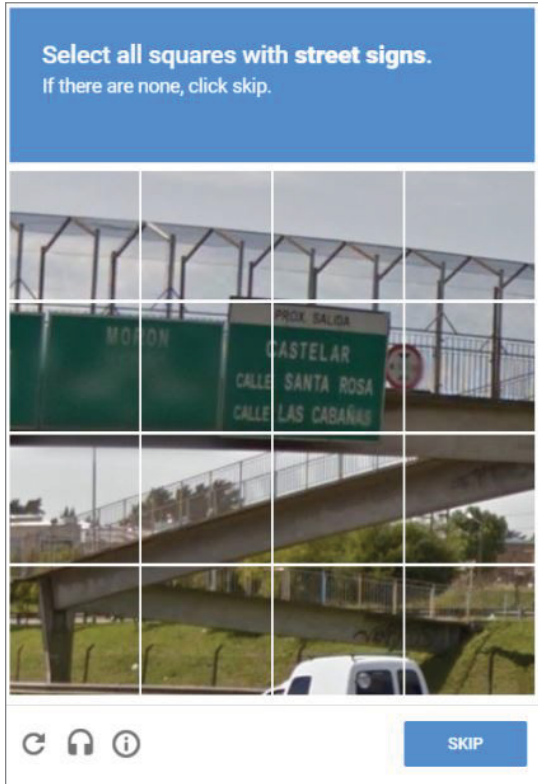 Select all squares with street signs.
If there are none, click skip.
PROX. SALIDA
MORON
CASTELAR
CALLE SANTA ROSA
CALLE LAS CABAÑAS
SKIP